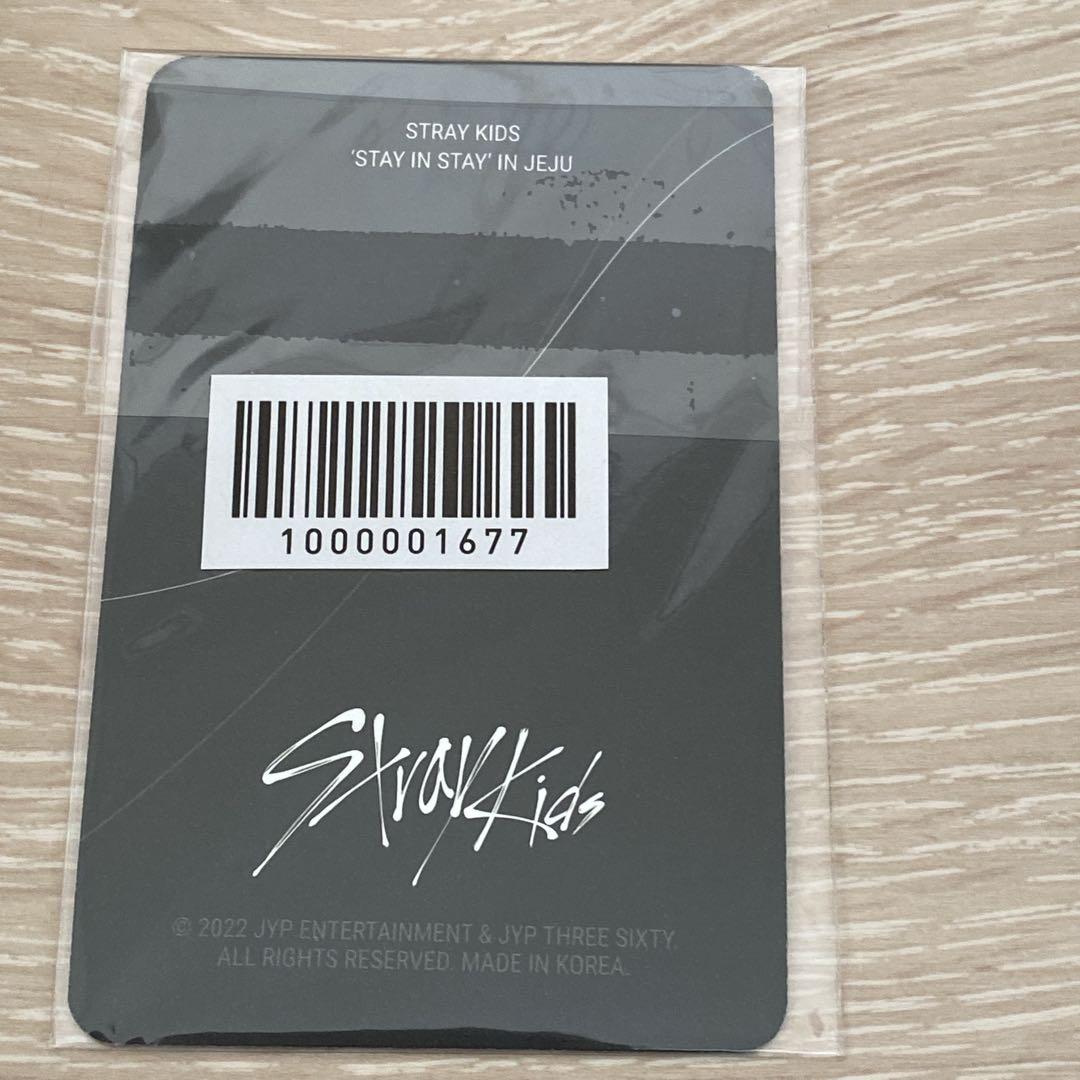 STRAY KIDS
‘STAY IN STAY’ IN JEJU
1000001677
Stray Kids
© 2022 JYP ENTERTAINMENT & JYP THREE SIXTY.
ALL RIGHTS RESERVED. MADE IN KOREA.